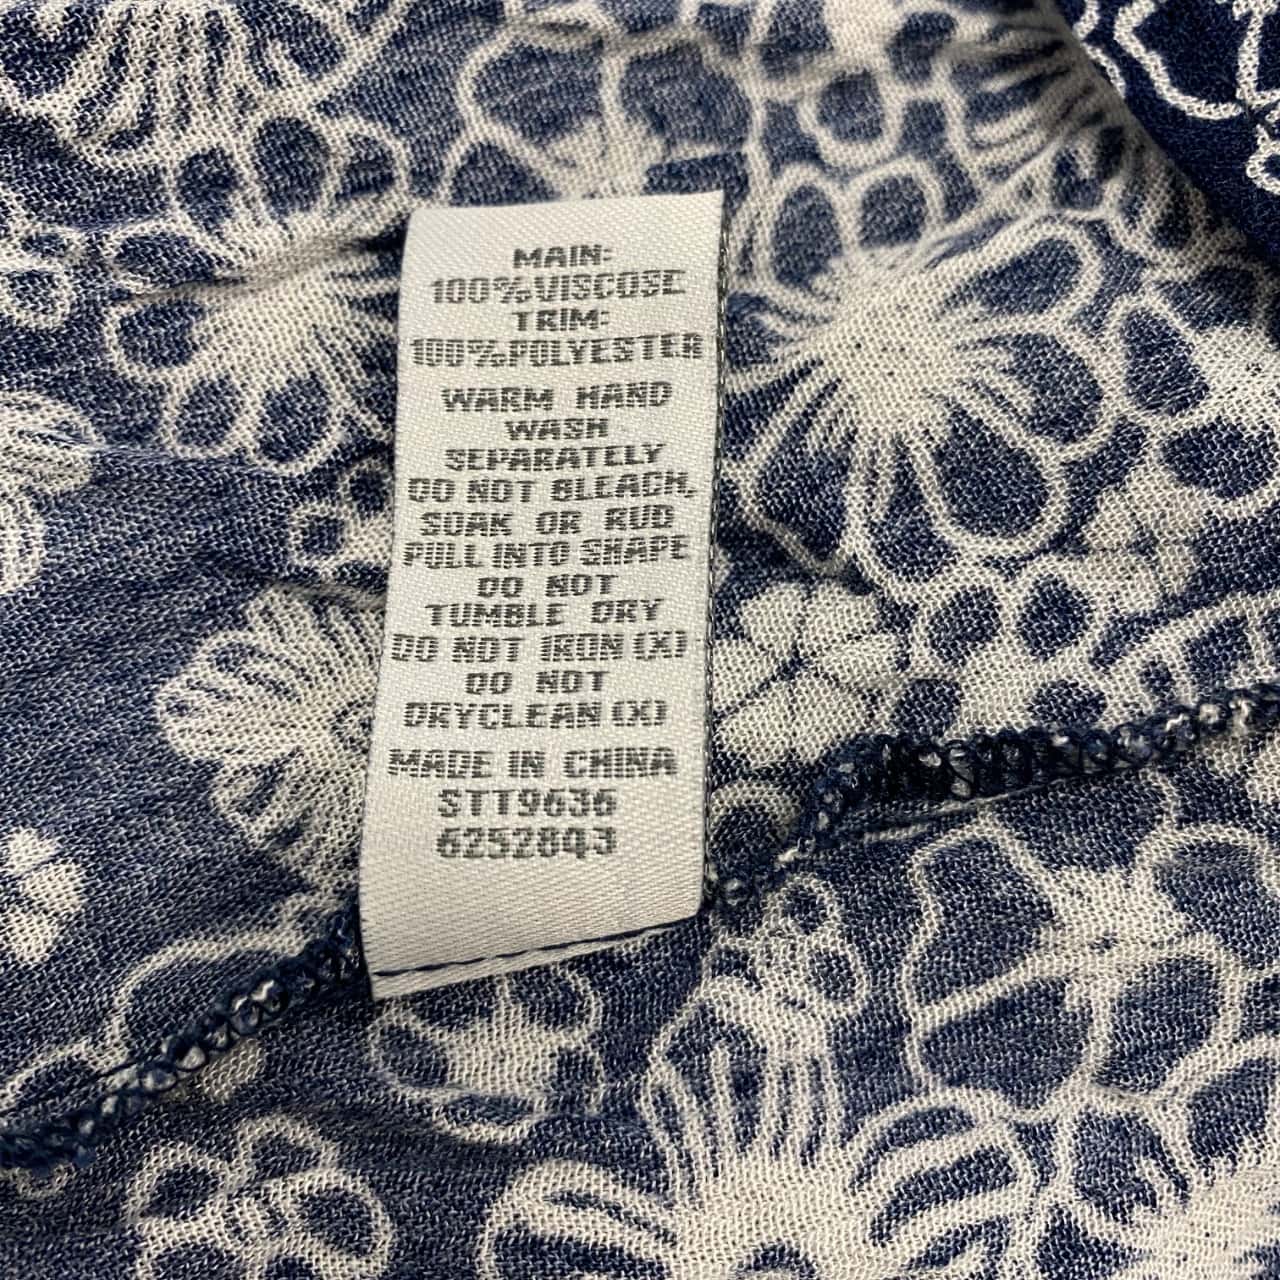 MAIN:
100%VISCOSE
TRIM:
100%POLYESTER
WARM HAND
WASH
SEPARATELY
DO NOT BLEACH,
SOAK OR RUB
PULL INTO SHAPE
DO NOT
TUMBLE DRY
DO NOT IRON (X)
DO NOT
DRYCLEAN (X)
MADE IN CHINA
STT9636
6252843